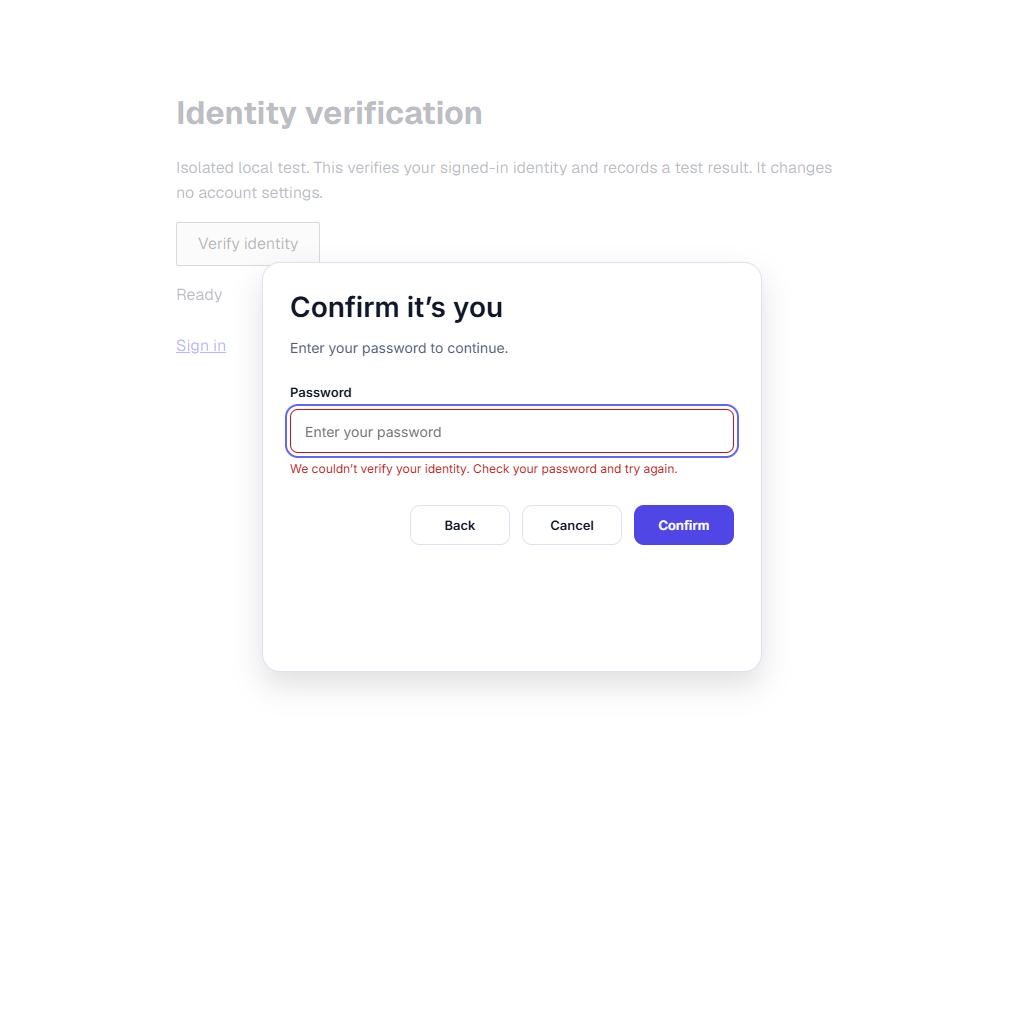 Identity verification
Isolated local test. This verifies your signed-in identity and records a test result. It changes
no account settings.
Verify identity
Ready
Sign in
Confirm it’s you
Enter your password to continue.
Password
Enter your password
We couldn’t verify your identity. Check your password and try again.
Back
Cancel
Confirm